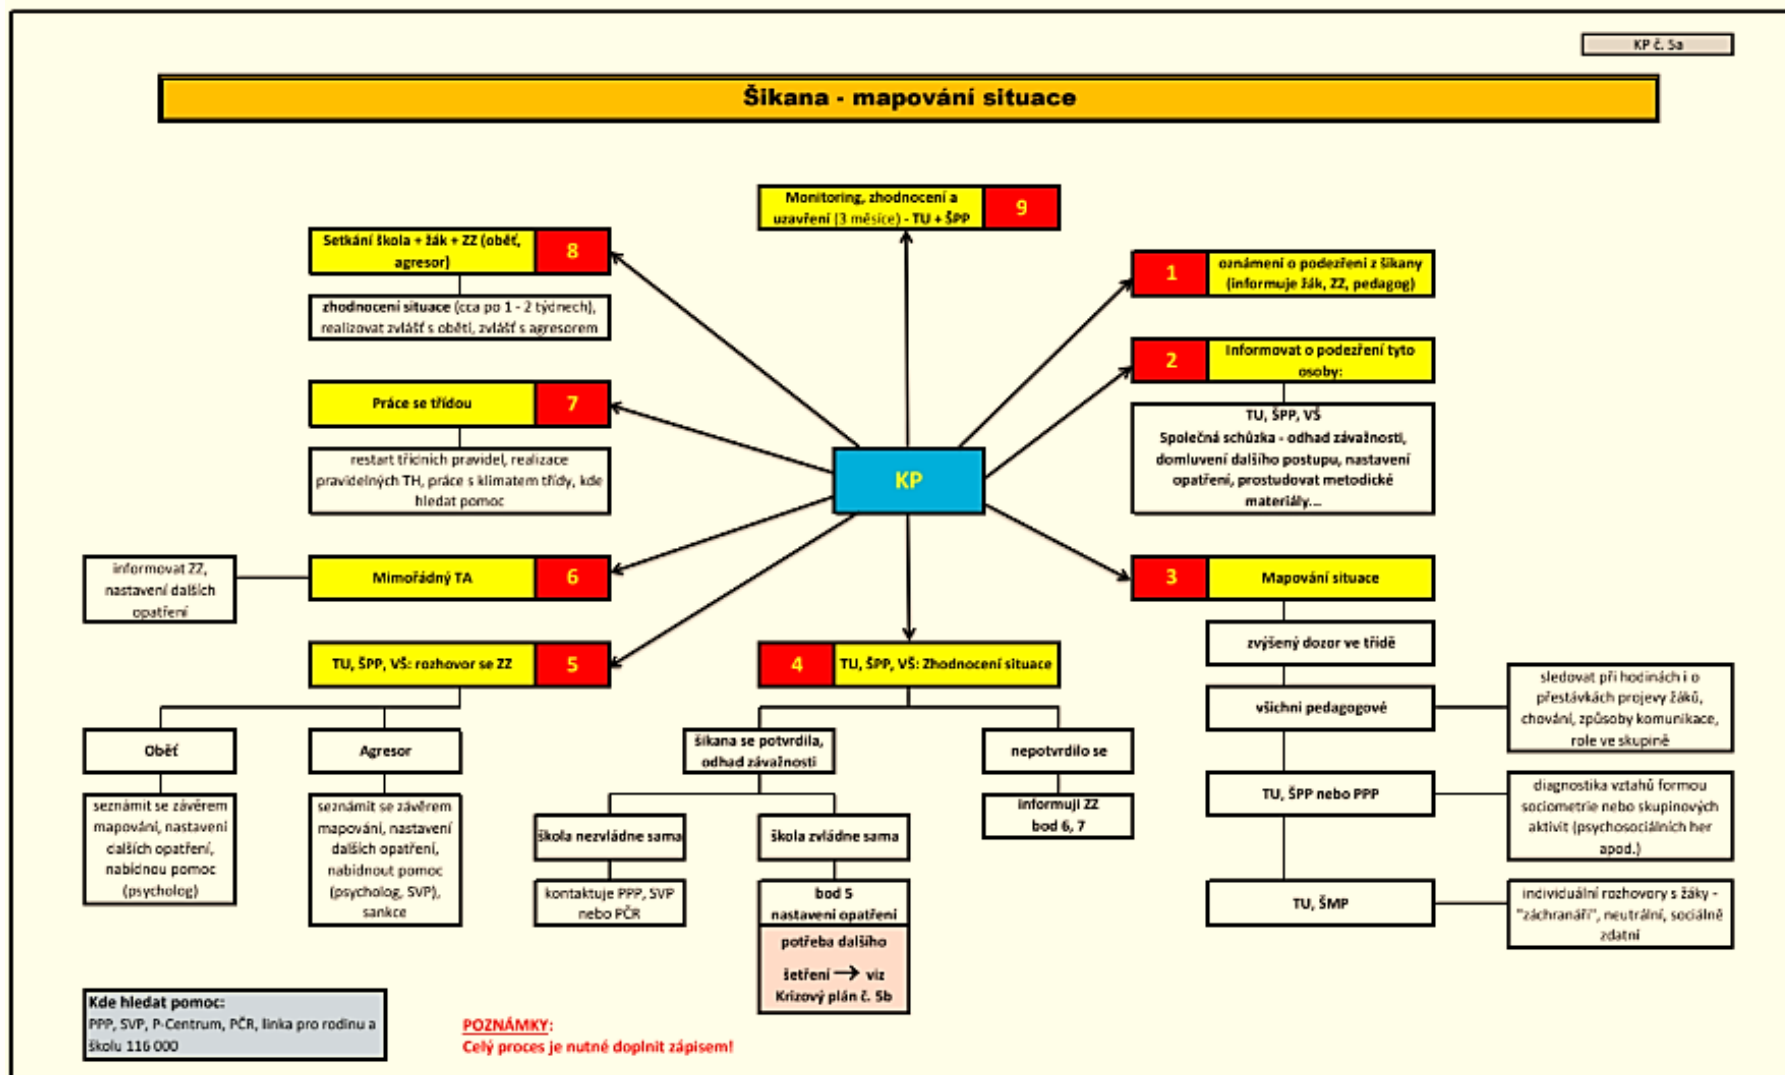 KP č. 5a
Šikana - mapování situace
Monitoring, zhodnocení a
uzavření (3 měsíce) - TU + ŠPP
9
Setkání škola + žák + ZZ (oběť,
agresor)
8
zhodnocení situace (cca po 1 - 2 týdnech),
realizovat zvlášť s obětí, zvlášť s agresorem
1
oznámení o podezření z šikany
(informuje žák, ZZ, pedagog)
2
Informovat o podezření tyto
osoby:
TU, ŠPP, VŠ
Společná schůzka - odhad závažnosti,
domluvení dalšího postupu, nastavení
opatření, prostudovat metodické
materiály...
Práce se třídou
7
restart třídních pravidel, realizace
pravidelných TH, práce s klimatem třídy, kde
hledat pomoc
KP
informovat ZZ,
nastavení dalších
opatření
Mimořádný TA
6
3
Mapování situace
zvýšený dozor ve třídě
všichni pedagogové
sledovat při hodinách i o
přestávkách projevy žáků,
chování, způsoby komunikace,
role ve skupině
TU, ŠPP nebo PPP
diagnostika vztahů formou
sociometrie nebo skupinových
aktivit (psychosociálních her
apod.)
TU, ŠMP
individuální rozhovory s žáky -
"záchranáři", neutrální, sociálně
zdatní
4
TU, ŠPP, VŠ: Zhodnocení situace
šikana se potvrdila,
odhad závažnosti
nepotvrdilo se
informují ZZ
bod 6, 7
škola nezvládne sama
kontaktuje PPP, SVP
nebo PČR
škola zvládne sama
bod 5
nastavení opatření
potřeba dalšího
šetření → viz
Krizový plán č. 5b
TU, ŠPP, VŠ: rozhovor se ZZ
5
Oběť
seznámit se závěrem
mapování, nastavení
dalších opatření,
nabídnou pomoc
(psycholog)
Agresor
seznámit se závěrem
mapování, nastavení
dalších opatření,
nabídnout pomoc
(psycholog, SVP),
sankce
Kde hledat pomoc:
PPP, SVP, P-Centrum, PČR, linka pro rodinu a
školu 116 000
POZNÁMKY:
Celý proces je nutné doplnit zápisem!